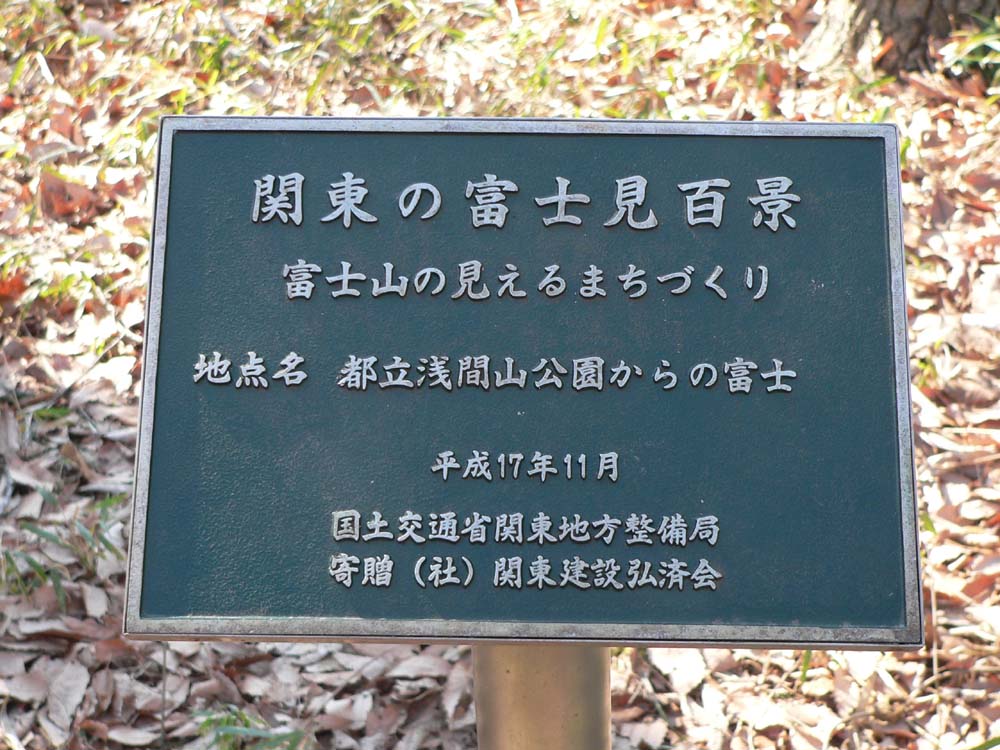 関東の富士見百景
富士山の見えるまちづくり
地点名 都立浅間山公園からの富士
平成17年11月
国土交通省関東地方整備局
寄贈（社）関東建設弘済会